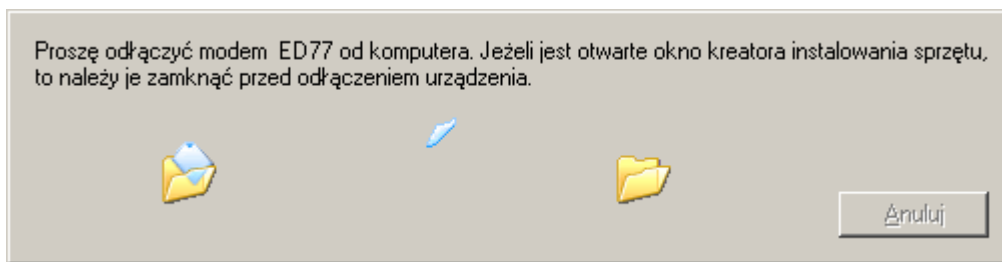 Proszę odłączyć modem ED77 od komputera. Jeżeli jest otwarte okno kreatora instalowania sprzętu,
to należy je zamknąć przed odłączeniem urządzenia.
Anuluj